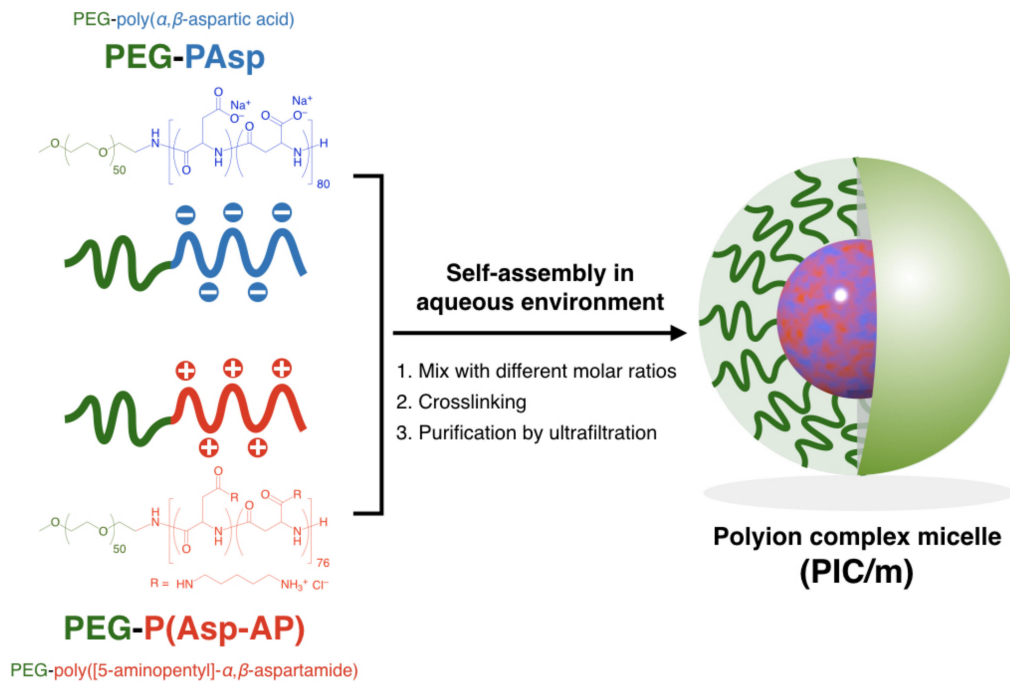 PEG-poly(α,β-aspartic acid)
PEG-PAsp
O
50
H
N
O
O
Na⁺
O⁻
N
H
O
O
Na⁺
O⁻
N
H
H
80
− − −
− −
Self-assembly in
aqueous environment
1. Mix with different molar ratios
2. Crosslinking
3. Purification by ultrafiltration
+ + +
+ +
O
O
50
H
N
O
O
R
N
H
O
O
R
N
H
H
76
R = HN NH₃⁺ Cl⁻
PEG-P(Asp-AP)
PEG-poly([5-aminopentyl]-α,β-aspartamide)
Polyion complex micelle
(PIC/m)